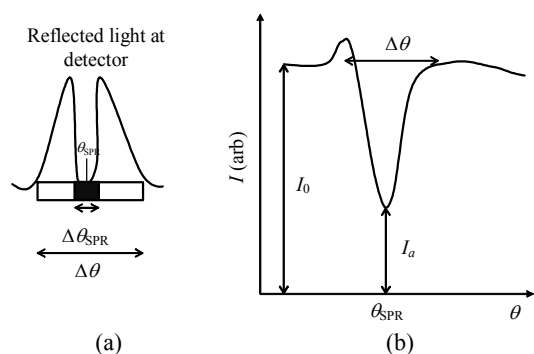 Reflected light at
detector
θSPR
ΔθSPR
Δθ
(a)
I (arb)
Δθ
I0
Ia
θSPR
θ
(b)